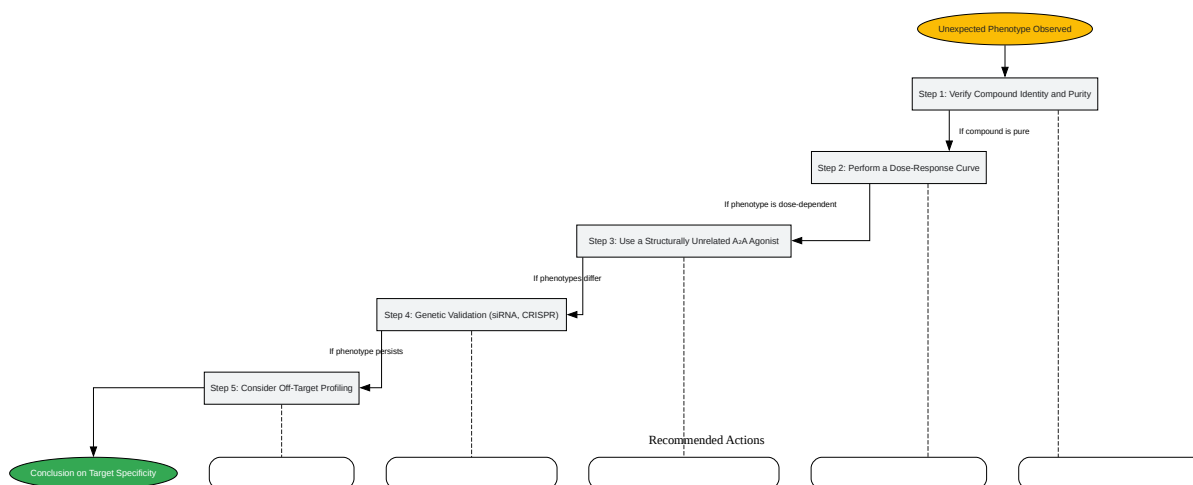 Unexpected Phenotype Observed
Step 1: Verify Compound Identity and Purity
If compound is pure
Step 2: Perform a Dose-Response Curve
If phenotype is dose-dependent
Step 3: Use a Structurally Unrelated A₂A Agonist
If phenotypes differ
Step 4: Genetic Validation (siRNA, CRISPR)
If phenotype persists
Step 5: Consider Off-Target Profiling
Recommended Actions
Conclusion on Target Specificity